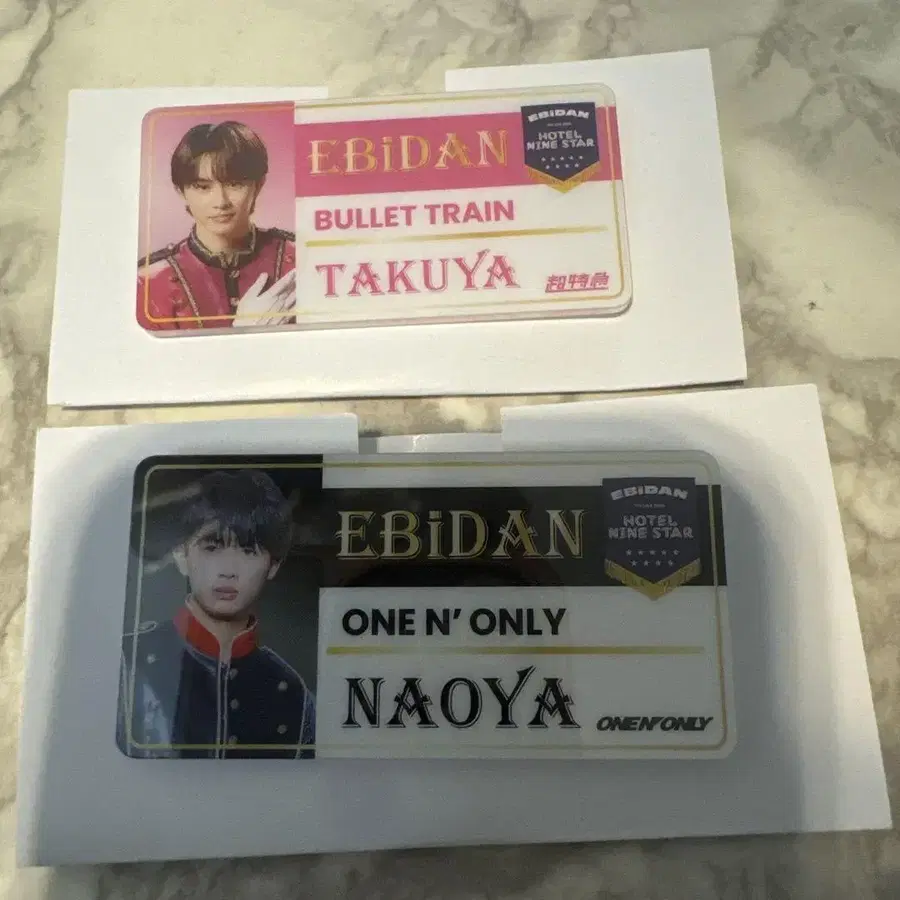 EBiDAN
EBiDAN
HOTEL
NINE STAR
BULLET TRAIN
TAKUYA
超特急
EBiDAN
EBiDAN
HOTEL
NINE STAR
ONE N' ONLY
NAOYA
ONE N' ONLY